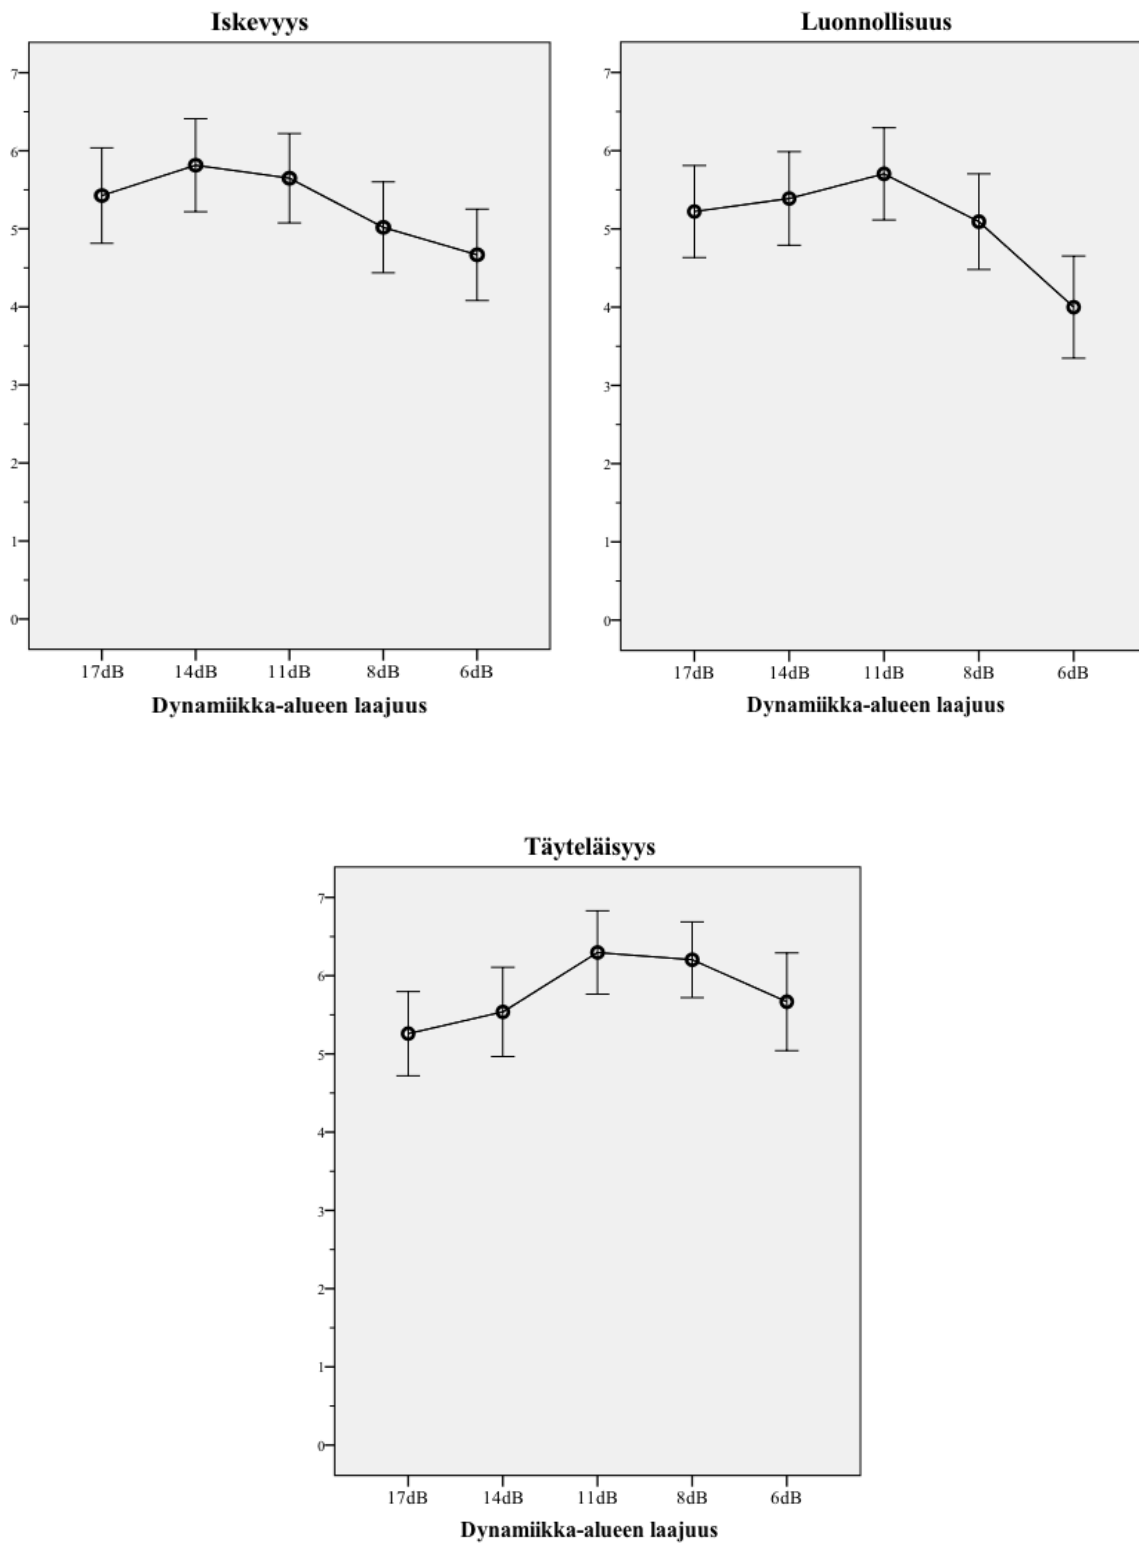 Iskevyys
7
6
5
4
3
2
1
0
17dB 14dB 11dB 8dB 6dB
Dynamiikka-alueen laajuus
Luonnollisuus
7
6
5
4
3
2
1
0
17dB 14dB 11dB 8dB 6dB
Dynamiikka-alueen laajuus
Täyteläisyys
7
6
5
4
3
2
1
0
17dB 14dB 11dB 8dB 6dB
Dynamiikka-alueen laajuus